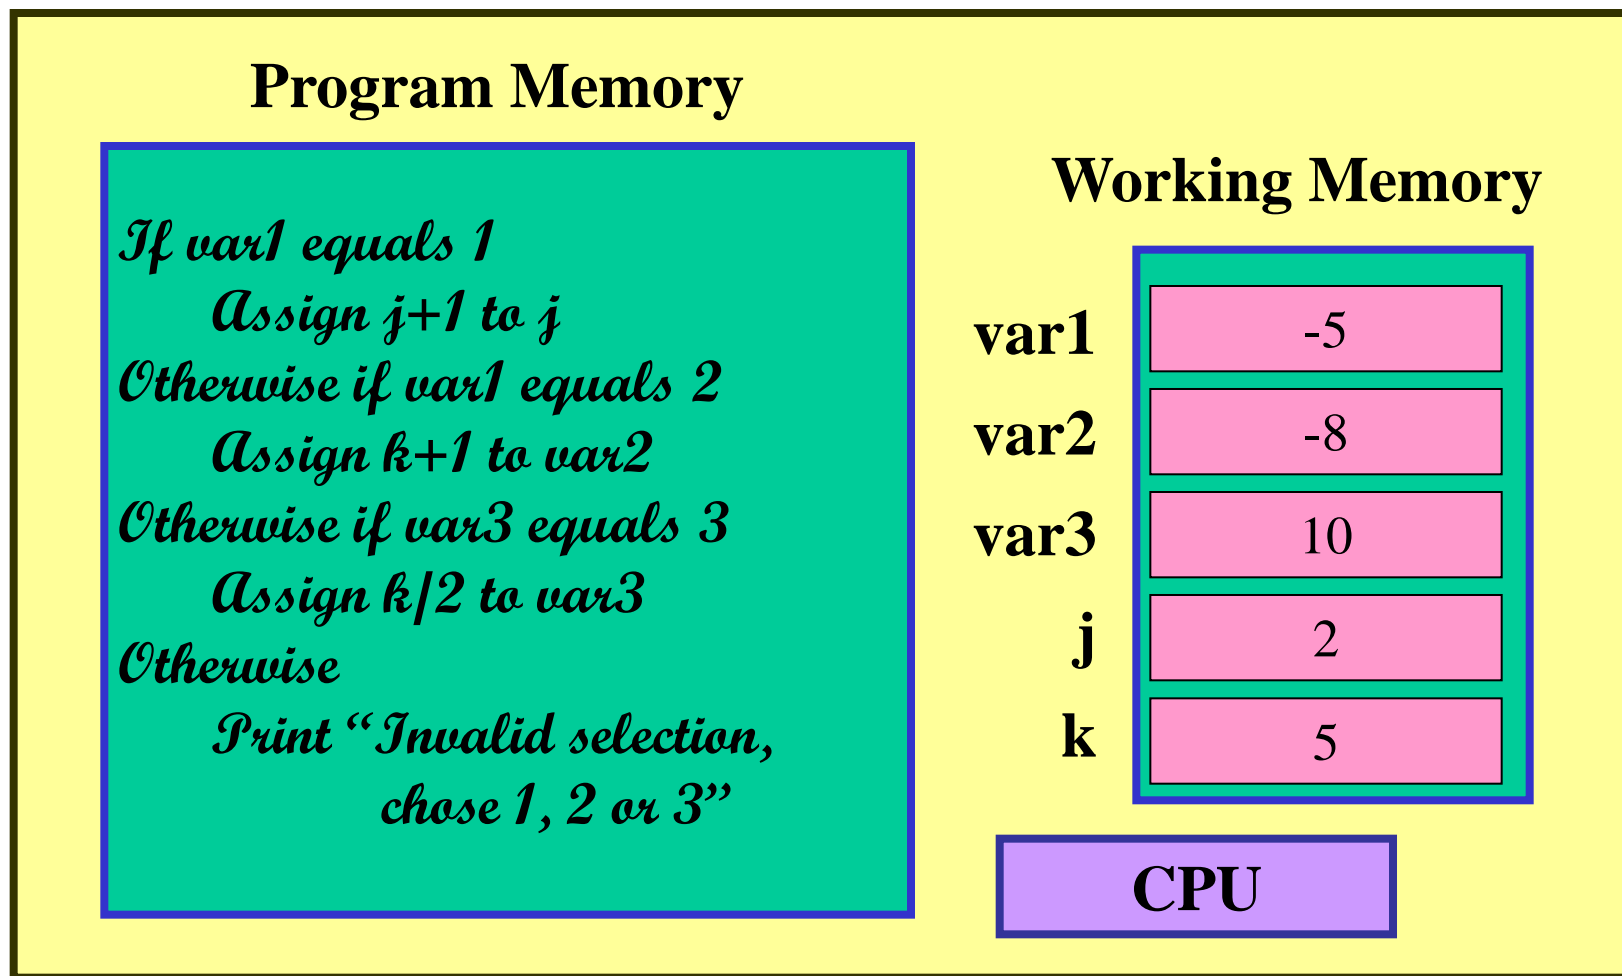 Program Memory
If var1 equals 1
Assign j+1 to j
Otherwise if var1 equals 2
Assign k+1 to var2
Otherwise if var3 equals 3
Assign k/2 to var3
Otherwise
Print “Invalid selection,
chose 1, 2 or 3”
Working Memory
var1 -5
var2 -8
var3 10
j 2
k 5
CPU